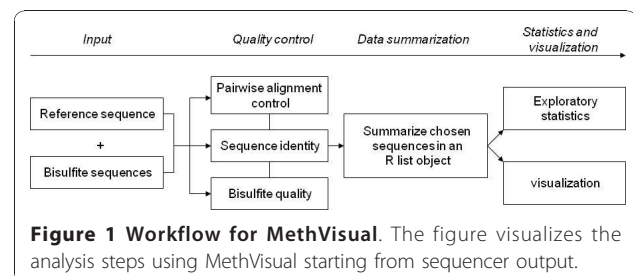 Input Quality control Data summarization Statistics and
visualization
Pairwise alignment
control
Reference sequence
+
Bisulfite sequences
Sequence identity
Bisulfite quality
Summarize chosen
sequences in an
R list object
Exploratory
statistics
visualization
Figure 1 Workflow for MethVisual. The figure visualizes the
analysis steps using MethVisual starting from sequencer output.